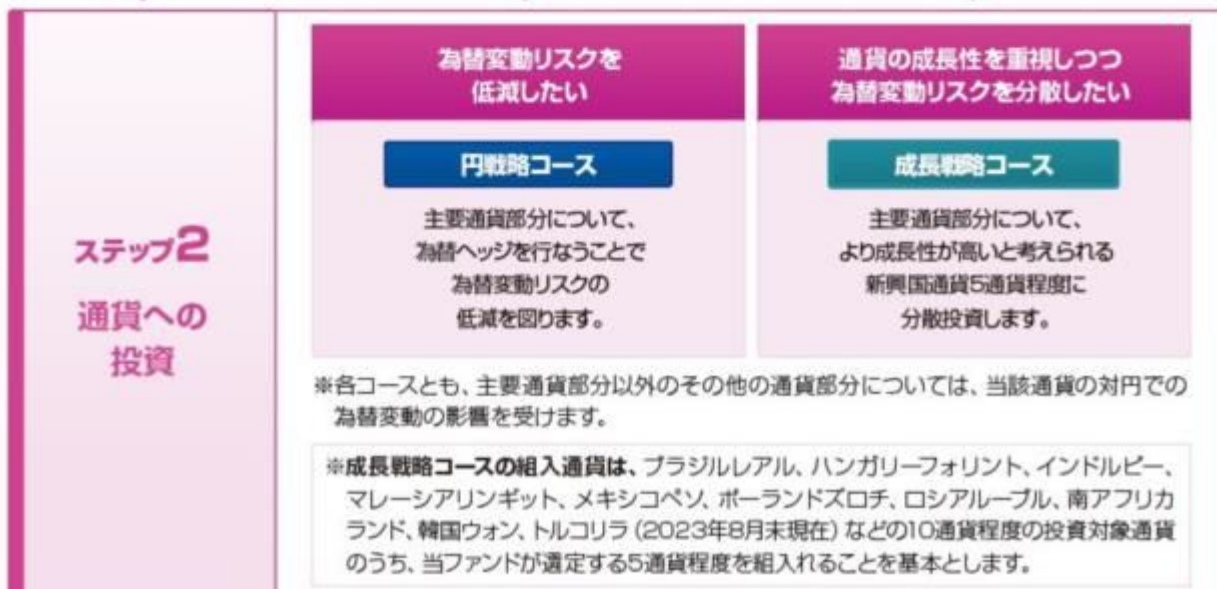 ステップ2
通貨への
投資
為替変動リスクを
低減したい
円戦略コース
主要通貨部分について、
為替ヘッジを行なうことで
為替変動リスクの
低減を図ります。
通貨の成長性を重視しつつ
為替変動リスクを分散したい
成長戦略コース
主要通貨部分について、
より成長性が高いと考えられる
新興国通貨5通貨程度に
分散投資します。
※各コースとも、主要通貨部分以外のその他の通貨部分については、当該通貨の対円での
為替変動の影響を受けます。
※成長戦略コースの組入通貨は、ブラジルレアル、ハンガリーフォリント、インドルピー、
マレーシアリンギット、メキシコペソ、ポーランドズロチ、ロシアルーブル、南アフリカ
ランド、韓国ウォン、トルコリラ（2023年8月末現在）などの10通貨程度の投資対象通貨
のうち、当ファンドが選定する5通貨程度を組入れることを基本とします。